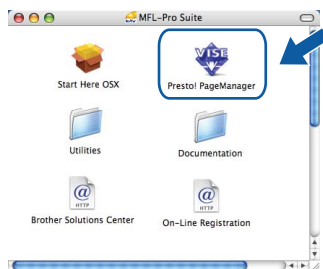 MFL-Pro Suite
VISE
Start Here OSX
Presto! PageManager
Utilities
Documentation
@
HTTP
@
HTTP
Brother Solutions Center
On-Line Registration